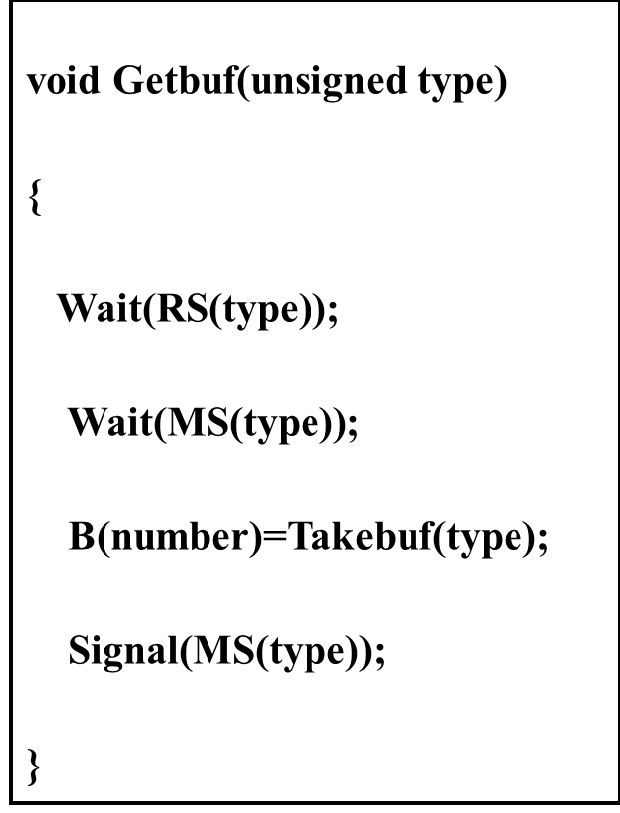 void Getbuf(unsigned type)
{
Wait(RS(type));
Wait(MS(type));
B(number)=Takebuf(type);
Signal(MS(type));
}